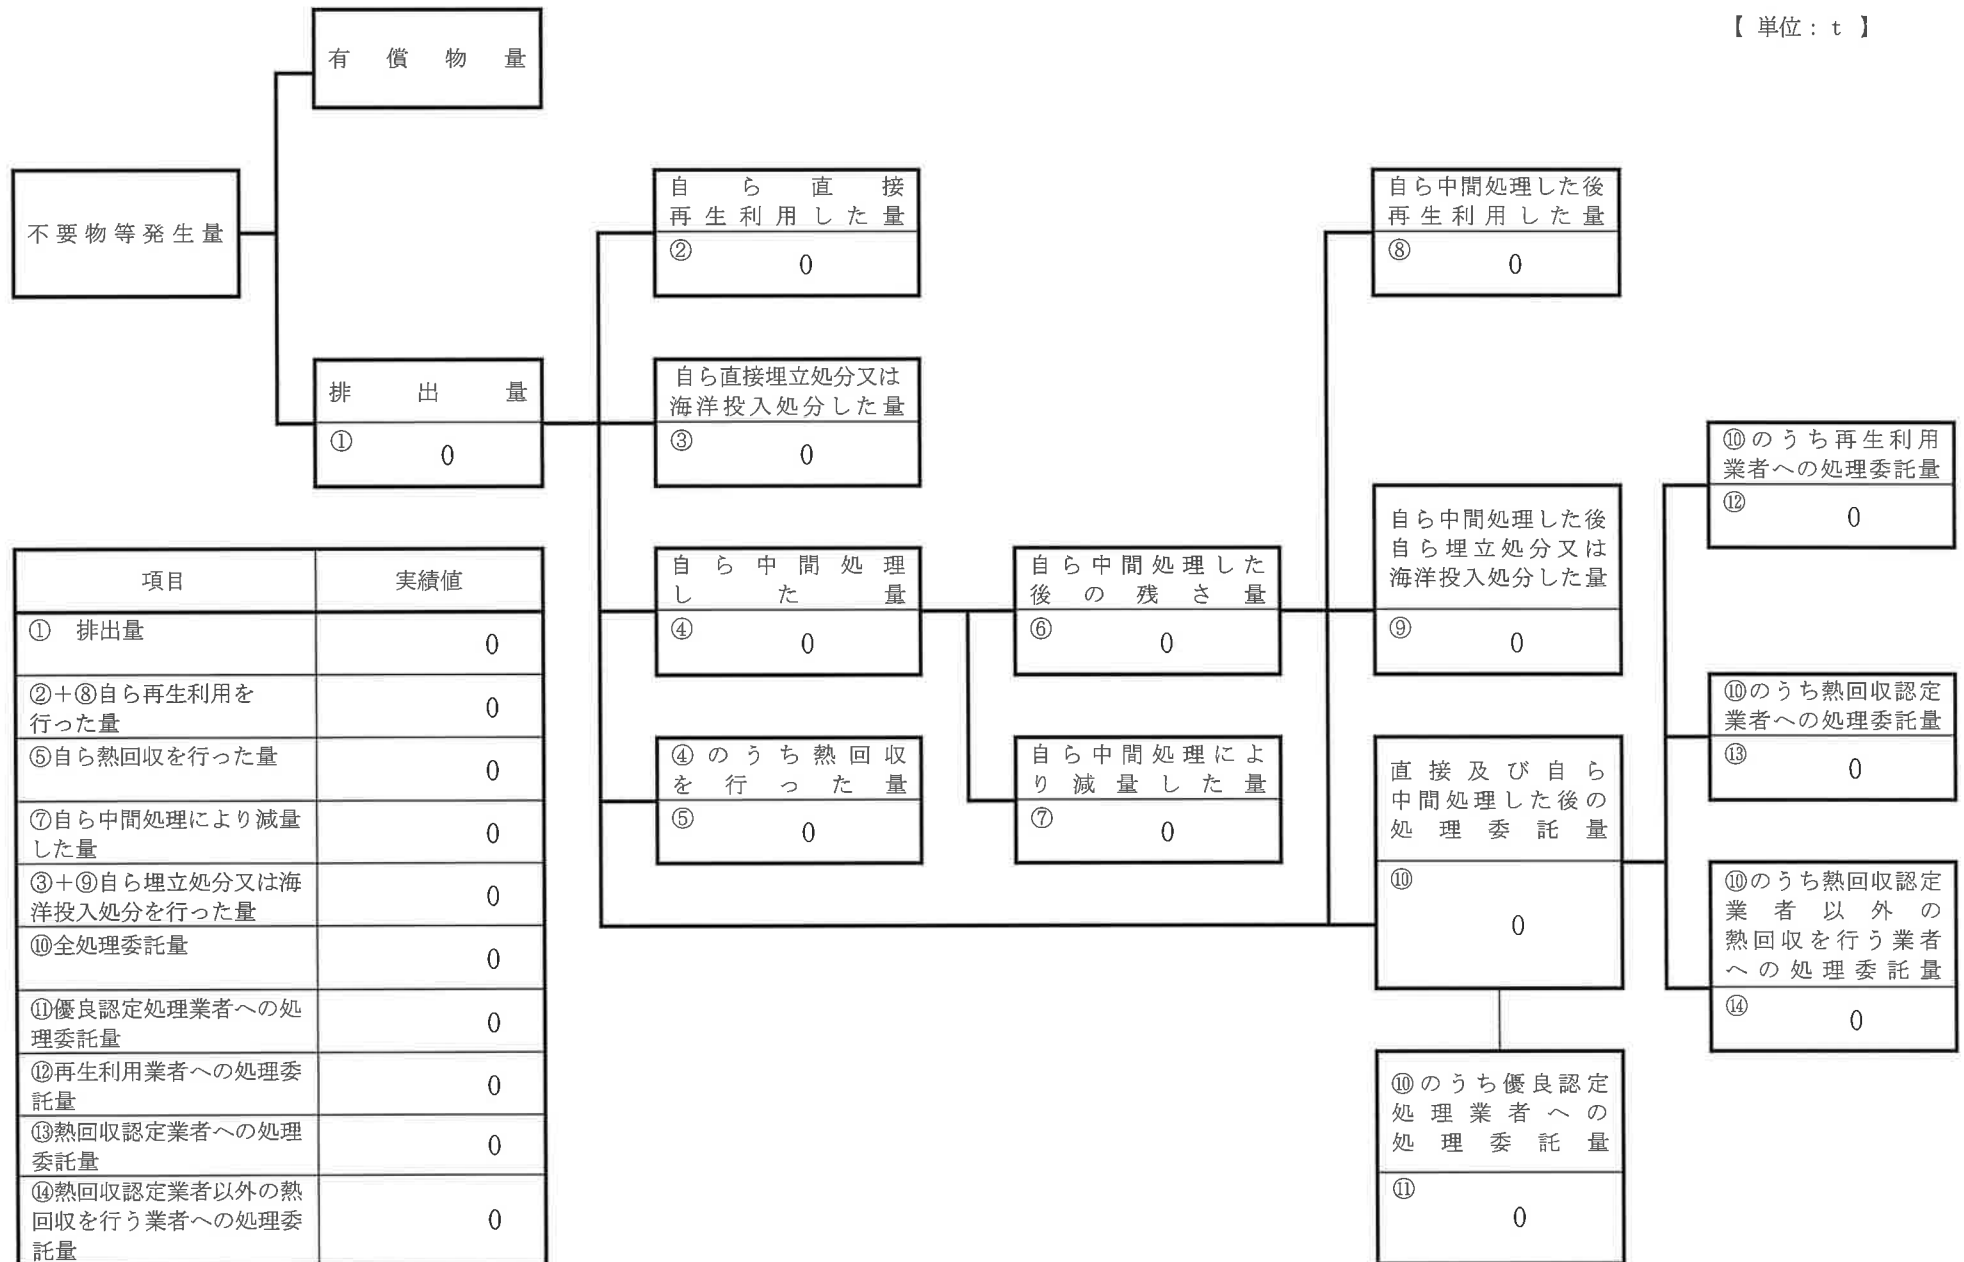 【 単位： t 】
有償物量
不要物等発生量
自ら直接
再生利用した量
② 0
自ら中間処理した後
再生利用した量
⑧ 0
排出量
① 0
自ら直接埋立処分又は
海洋投入処分した量
③ 0
⑩のうち再生利用
業者への処理委託量
⑫ 0
自ら中間処理した後
自ら埋立処分又は
海洋投入処分した量
⑨ 0
自ら中間処理
した量
④ 0
自ら中間処理した
後の残さ量
⑥ 0
⑩のうち熱回収認定
業者への処理委託量
⑬ 0
④のうち熱回収
を行った量
⑤ 0
自ら中間処理によ
り減量した量
⑦ 0
直接及び自ら
中間処理した後の
処理委託量
⑩ 0
⑩のうち熱回収認定
業者以外の
熱回収を行う業者
への処理委託量
⑭ 0
⑩のうち優良認定
処理業者への
処理委託量
⑪ 0
項目 実績値
① 排出量 0
②＋⑧自ら再生利用を
行った量 0
⑤自ら熱回収を行った量 0
⑦自ら中間処理により減量
した量 0
③＋⑨自ら埋立処分又は海
洋投入処分を行った量 0
⑩全処理委託量 0
⑪優良認定処理業者への処
理委託量 0
⑫再生利用業者への処理委
託量 0
⑬熱回収認定業者への処理
委託量 0
⑭熱回収認定業者以外の熱
回収を行う業者への処理委
託量 0